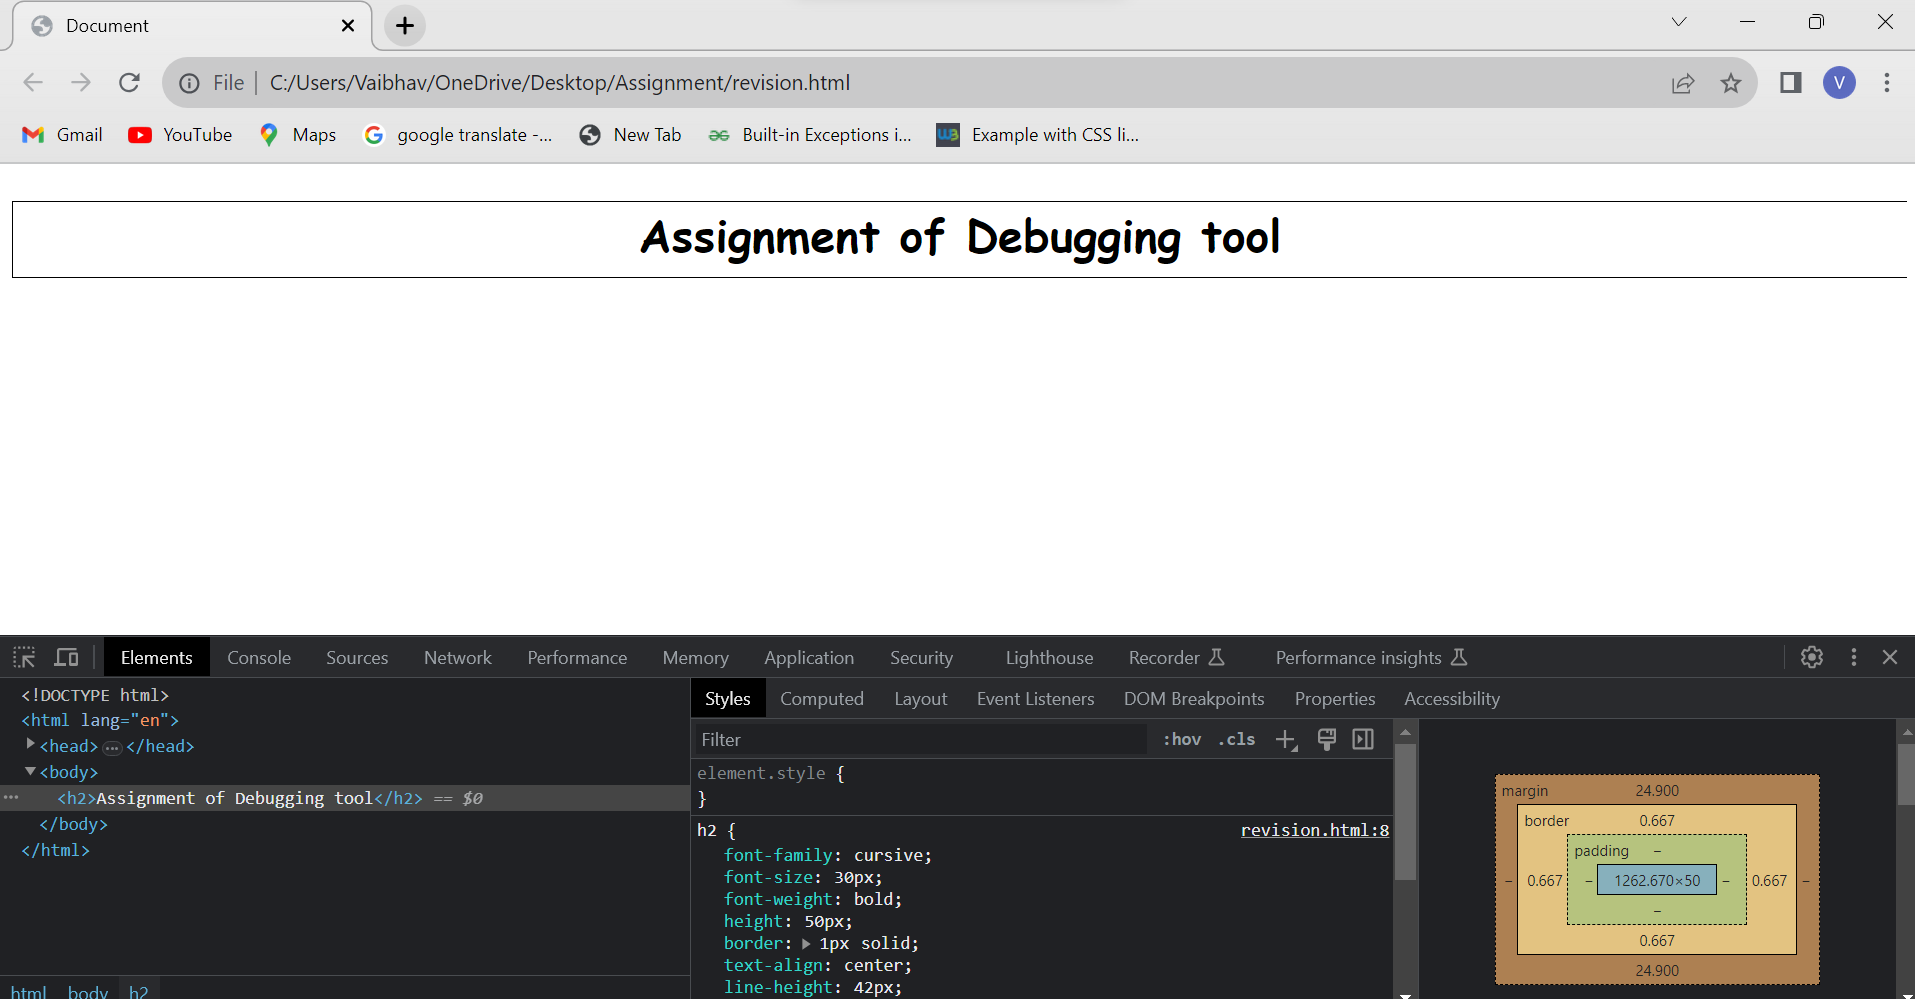 Document
File | C:/Users/Vaibhav/OneDrive/Desktop/Assignment/revision.html
V
Gmail YouTube Maps google translate -... New Tab Built-in Exceptions i... Example with CSS li...
Assignment of Debugging tool
Elements Console Sources Network Performance Memory Application Security Lighthouse Recorder Performance insights
<!DOCTYPE html>
<html lang="en">
<head>…</head>
<body>
<h2>Assignment of Debugging tool</h2> == $0
</body>
</html>
html body h2
Styles Computed Layout Event Listeners DOM Breakpoints Properties Accessibility
Filter :hov .cls
element.style {
}
h2 { revision.html:8
font-family: cursive;
font-size: 30px;
font-weight: bold;
height: 50px;
border: 1px solid;
text-align: center;
line-height: 42px;
margin 24.900
border 0.667
padding –
– 0.667 – 1262.670×50 – 0.667 –
–
0.667
24.900